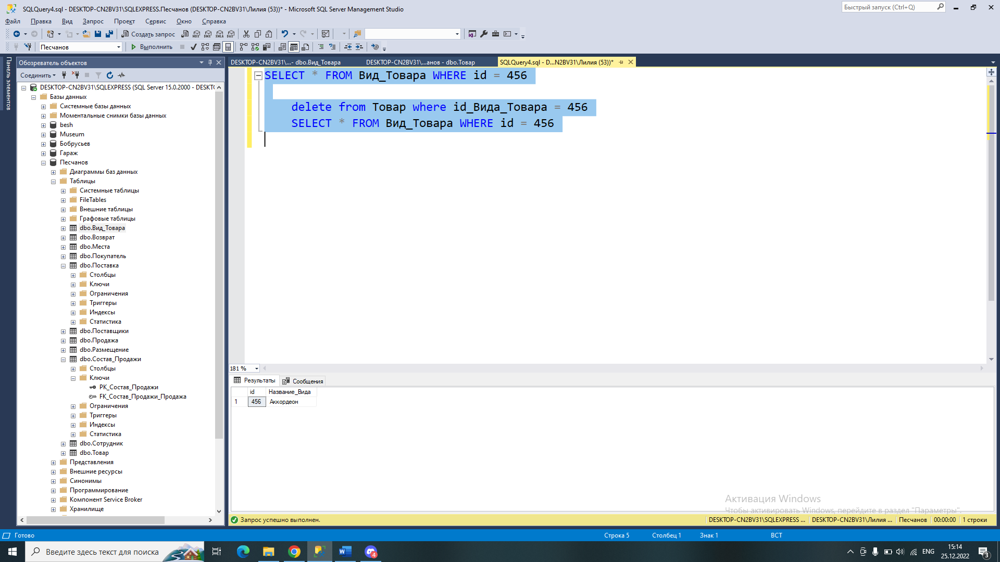 SQLQuery4.sql - DESKTOP-CN2BV31\SQLEXPRESS.Песчанов (DESKTOP-CN2BV31\Лилия (53))* - Microsoft SQL Server Management Studio
Быстрый запуск (Ctrl+Q)
Файл Правка Вид Запрос Проект Сервис Окно Справка
Создать запрос MDX DMX XMLA DAX
Песчанов Выполнить
Панель элементов
Обозреватель объектов
Соединить
DESKTOP-CN2BV31\SQLEXPRESS (SQL Server 15.0.2000 - DESKT
Базы данных
Системные базы данных
Моментальные снимки базы данных
besh
Museum
Бобрусьев
Гараж
Песчанов
Диаграммы баз данных
Таблицы
Системные таблицы
FileTables
Внешние таблицы
Графовые таблицы
dbo.Вид_Товара
dbo.Возврат
dbo.Места
dbo.Покупатель
dbo.Поставка
Столбцы
Ключи
Ограничения
Триггеры
Индексы
Статистика
dbo.Поставщики
dbo.Продажа
dbo.Размещение
dbo.Состав_Продажи
Столбцы
Ключи
PK_Состав_Продажи
FK_Состав_Продажи_Продажа
Ограничения
Триггеры
Индексы
Статистика
dbo.Сотрудник
dbo.Товар
Представления
Внешние ресурсы
Синонимы
Программирование
Компонент Service Broker
Хранилище
DESKTOP-CN2BV31\...- dbo.Вид_Товара
DESKTOP-CN2BV31\...анов - dbo.Товар
SQLQuery4.sql - D...N2BV31\Лилия (53))*
SELECT * FROM Вид_Товара WHERE id = 456
delete from Товар where id_Вида_Товара = 456
SELECT * FROM Вид_Товара WHERE id = 456
181 %
Результаты Сообщения
id Название_Вида
1 456 Аккордеон
Активация Windows
Чтобы активировать Windows, перейдите в раздел "Параметры".
Запрос успешно выполнен.
DESKTOP-CN2BV31\SQLEXPRESS ... DESKTOP-CN2BV31\Лилия ... Песчанов 00:00:00 1 строки
Готово Строка 5 Столбец 1 Знак 1 ВСТ
Введите здесь текст для поиска
4
ENG
15:14
25.12.2022
3